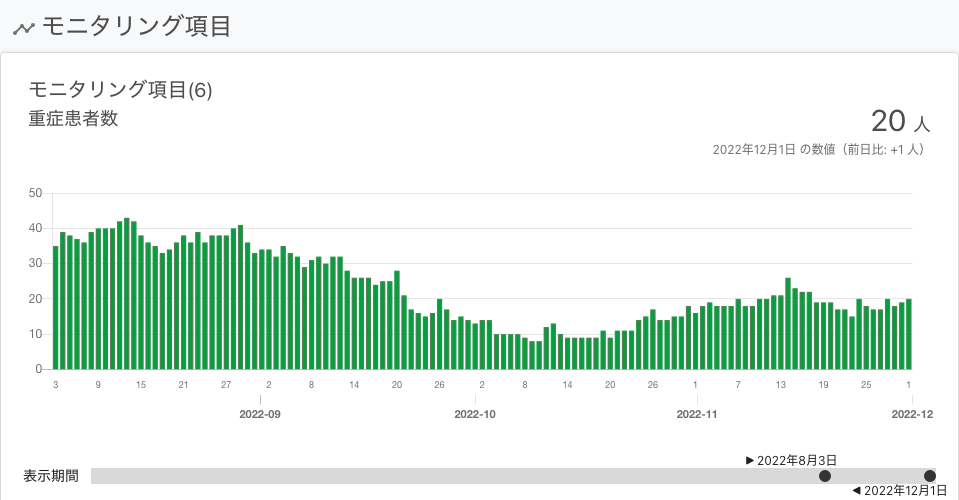 モニタリング項目
モニタリング項目(6)
重症患者数
20 人
2022年12月1日 の数値（前日比: +1 人）
50
40
30
20
10
0
3 9 15 21 27 2 8 14 20 26 2 8 14 20 26 1 7 13 19 25 1
2022-09 2022-10 2022-11 2022-12
▶ 2022年8月3日
表示期間
◀ 2022年12月1日